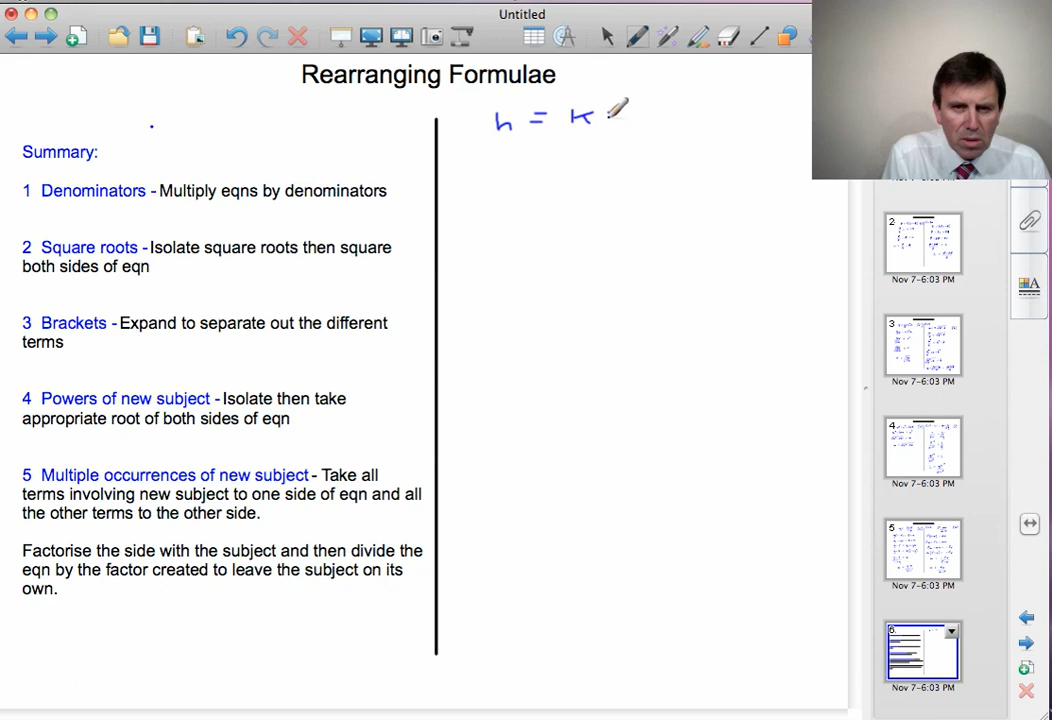 Untitled
Rearranging Formulae
h = k
Summary:
1 Denominators - Multiply eqns by denominators
2 Square roots - Isolate square roots then square
both sides of eqn
3 Brackets - Expand to separate out the different
terms
4 Powers of new subject - Isolate then take
appropriate root of both sides of eqn
5 Multiple occurrences of new subject - Take all
terms involving new subject to one side of eqn and all
the other terms to the other side.
Factorise the side with the subject and then divide the
eqn by the factor created to leave the subject on its
own.
2
Nov 7-6:03 PM
3
Nov 7-6:03 PM
4
Nov 7-6:03 PM
5
Nov 7-6:03 PM
6
Nov 7-6:03 PM